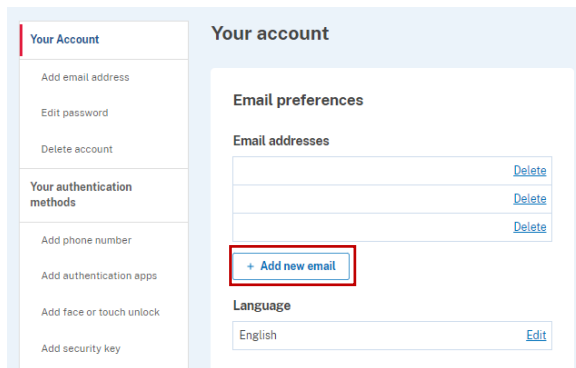 Your Account
Add email address
Edit password
Delete account
Your authentication
methods
Add phone number
Add authentication apps
Add face or touch unlock
Add security key
Your account
Email preferences
Email addresses
Delete
Delete
Delete
+ Add new email
Language
English Edit